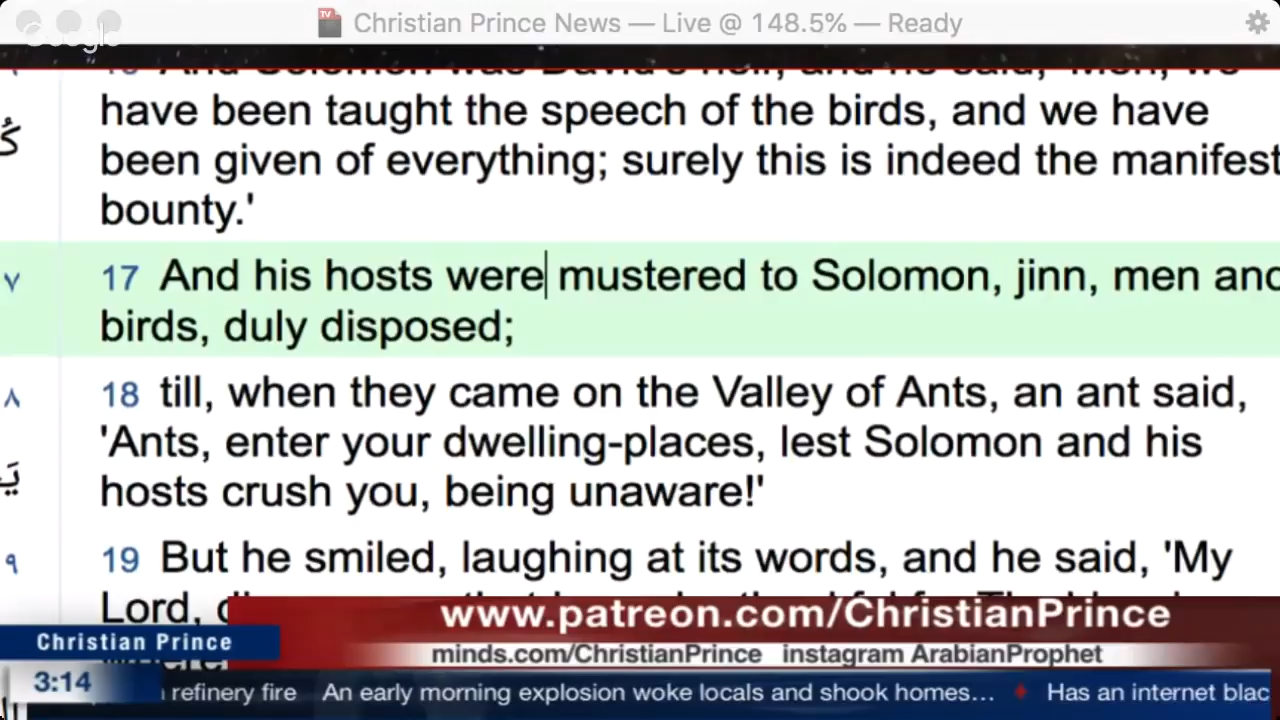 Christian Prince News — Live @ 148.5% — Ready
Google
have been taught the speech of the birds, and we have
been given of everything; surely this is indeed the manifest
bounty.'
17 And his hosts were mustered to Solomon, jinn, men and
birds, duly disposed;
18 till, when they came on the Valley of Ants, an ant said,
'Ants, enter your dwelling-places, lest Solomon and his
hosts crush you, being unaware!'
19 But he smiled, laughing at its words, and he said, 'My
Lord,
٧
٨
٩
www.patreon.com/ChristianPrince
minds.com/ChristianPrince instagram ArabianProphet
Christian Prince
3:14
refinery fire An early morning explosion woke locals and shook homes... Has an internet